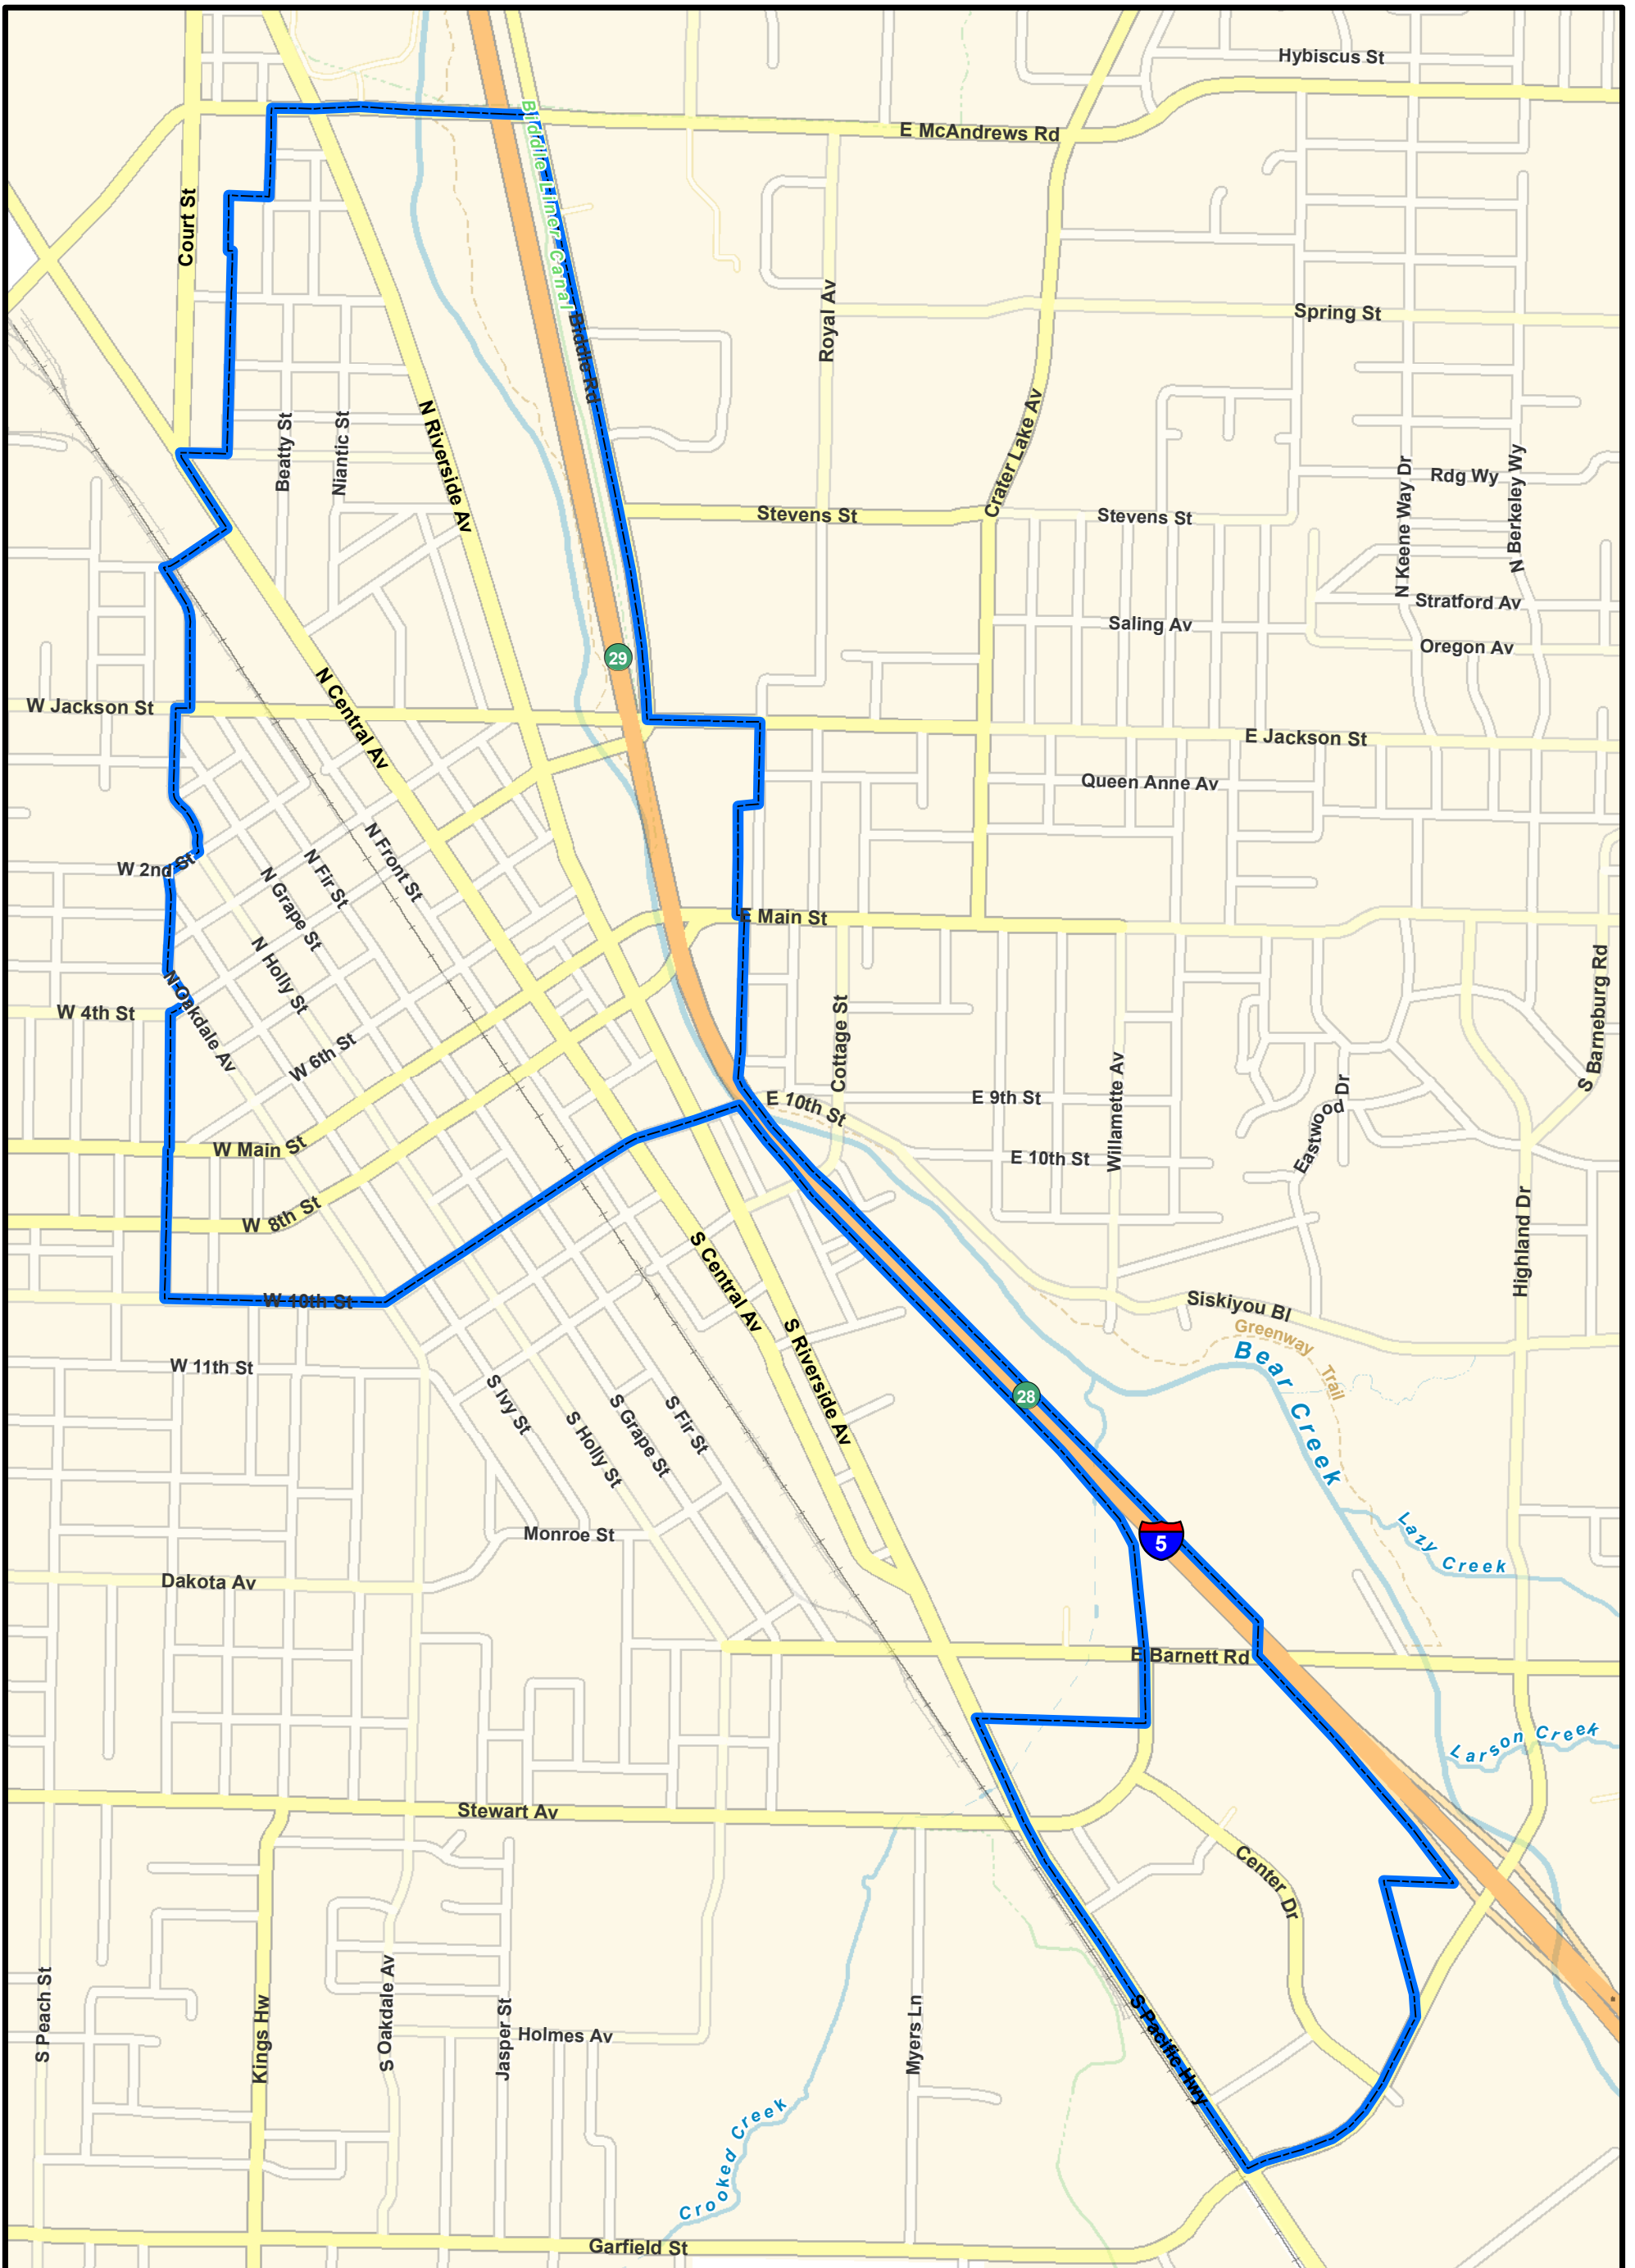 Hybiscus St
E McAndrews Rd
Biddle Liner Canal
Court St
Royal Av
Spring St
Biddle Rd
Crater Lake Av
N Riverside Av
Beatty St
Niantic St
Stevens St
Stevens St
Rdg Wy
N Keene Way Dr
N Berkeley Wy
Stratford Av
Saling Av
Oregon Av
29
W Jackson St
N Central Av
E Jackson St
Queen Anne Av
N Front St
N Fir St
W 2nd St
N Grape St
E Main St
N Holly St
S Barneburg Rd
N Oakdale Av
W 4th St
Cottage St
W 6th St
E 10th St
E 9th St
Willamette Av
Eastwood Dr
W Main St
E 10th St
W 8th St
Highland Dr
S Central Av
W 10th St
Siskiyou Bl
Greenway Trail
S Riverside Av
Bear Creek
W 11th St
28
S Ivy St
S Grape St
S Fir St
S Holly St
Monroe St
5
Lazy Creek
Dakota Av
E Barnett Rd
Larson Creek
Stewart Av
Center Dr
S Peach St
Kings Hw
S Oakdale Av
Jasper St
Holmes Av
Myers Ln
S Pacific Hwy
Crooked Creek
Garfield St